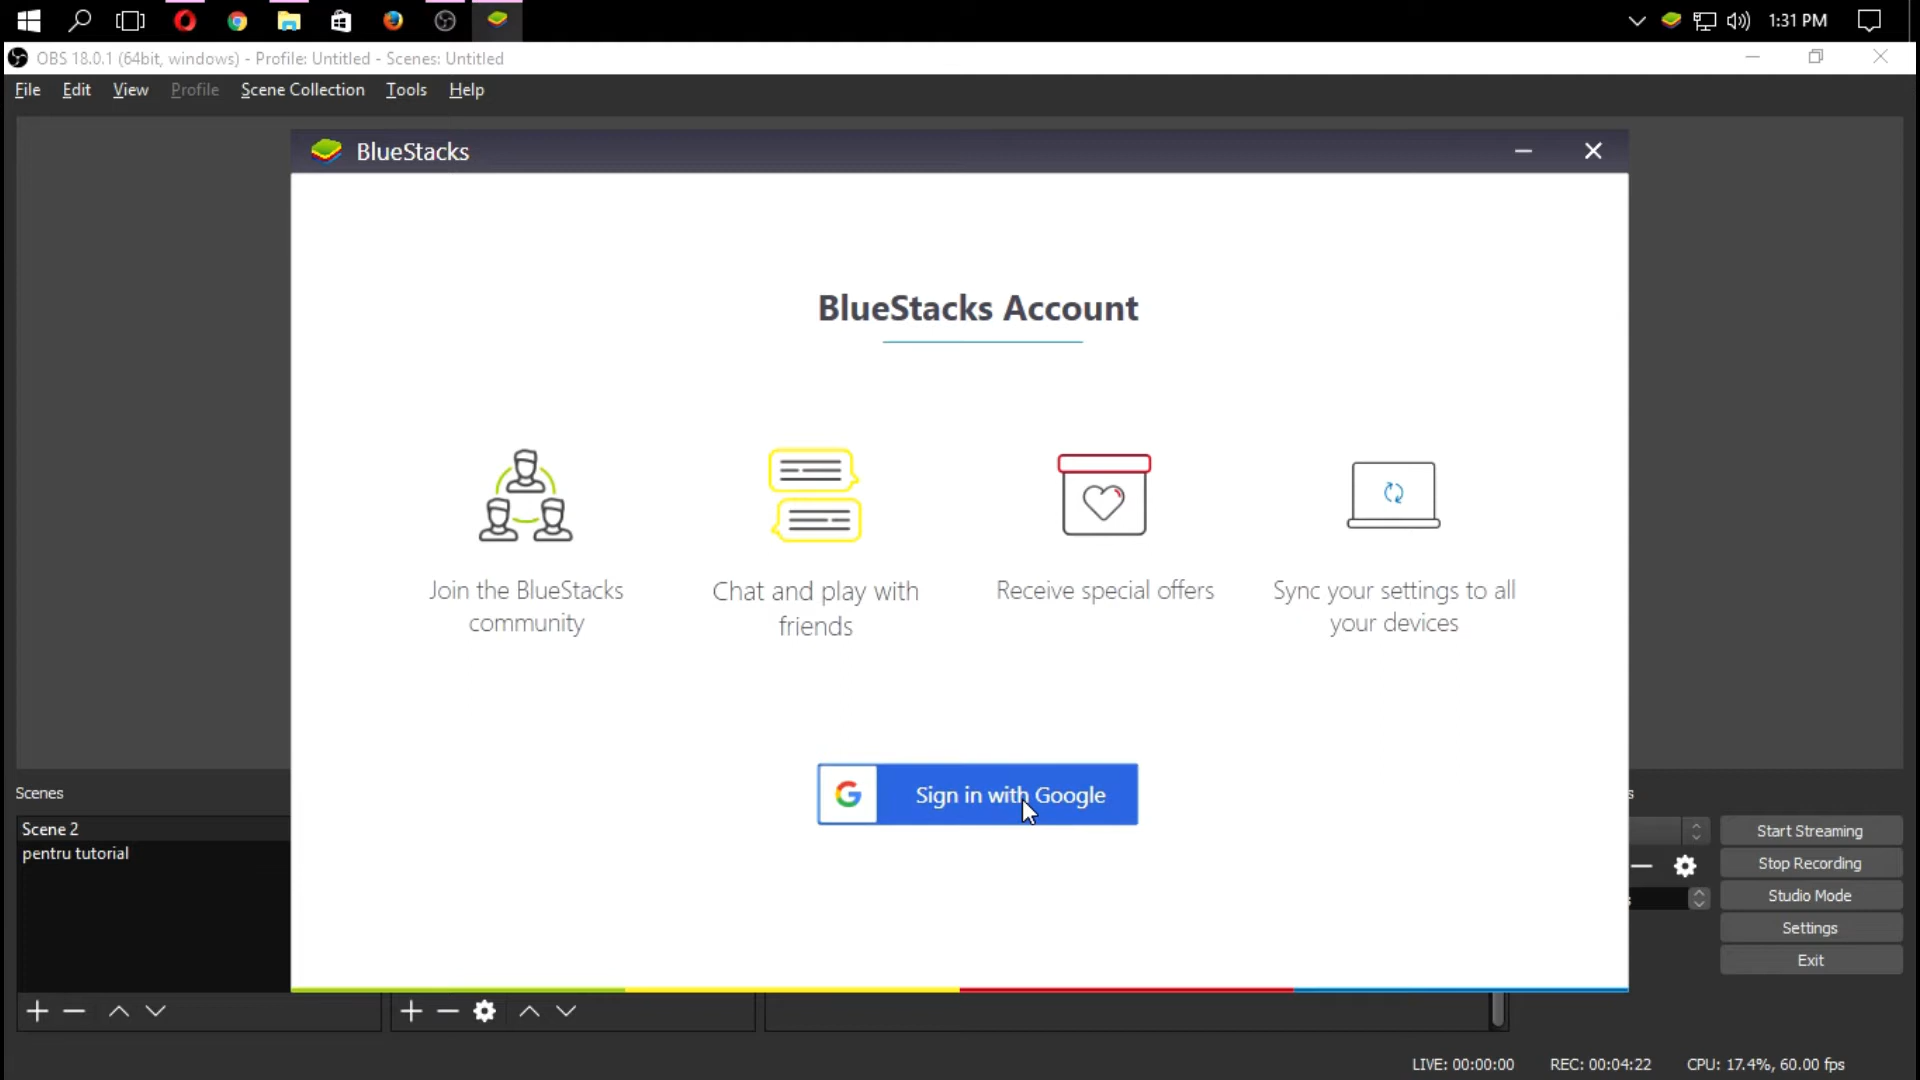 1:31 PM
OBS 18.0.1 (64bit, windows) - Profile: Untitled - Scenes: Untitled
File Edit View Profile Scene Collection Tools Help
BlueStacks
BlueStacks Account
Join the BlueStacks
community
Chat and play with
friends
Receive special offers
Sync your settings to all
your devices
G Sign in with Google
Scenes
Scene 2
pentru tutorial
s
Start Streaming
Stop Recording
Studio Mode
Settings
Exit
LIVE: 00:00:00 REC: 00:04:22 CPU: 17.4%, 60.00 fps